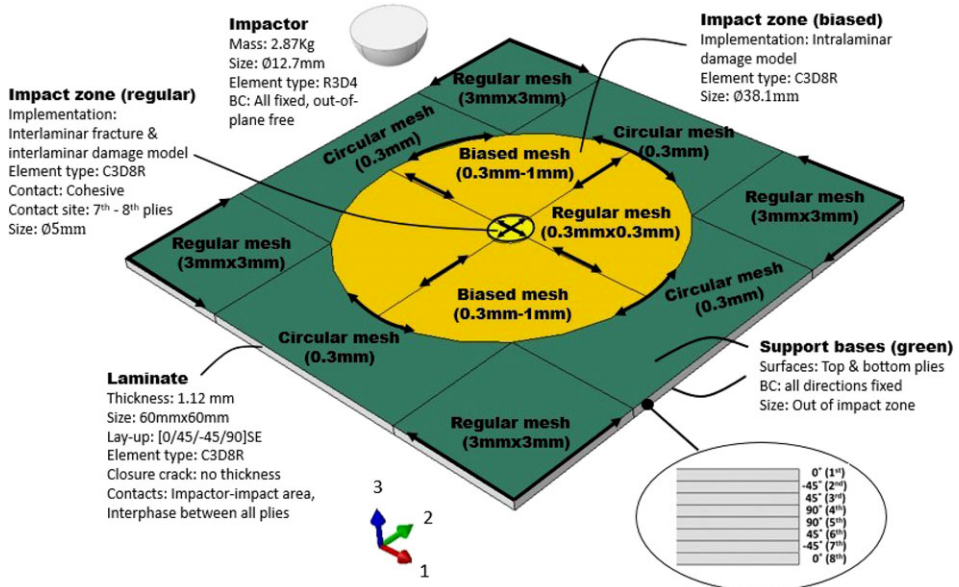 Impactor
Mass: 2.87Kg
Size: Ø12.7mm
Element type: R3D4
BC: All fixed, out-of-
plane free
Impact zone (biased)
Implementation: Intralaminar
damage model
Element type: C3D8R
Size: Ø38.1mm
Impact zone (regular)
Implementation:
Interlaminar fracture &
interlaminar damage model
Element type: C3D8R
Contact: Cohesive
Contact site: 7th - 8th plies
Size: Ø5mm
Regular mesh
(3mmx3mm)
Circular mesh
(0.3mm)
Circular mesh
(0.3mm)
Biased mesh
(0.3mm-1mm)
Regular mesh
(3mmx3mm)
Regular mesh
(0.3mmx0.3mm)
Regular mesh
(3mmx3mm)
Biased mesh
(0.3mm-1mm)
Circular mesh
(0.3mm)
Circular mesh
(0.3mm)
Regular mesh
(3mmx3mm)
Support bases (green)
Surfaces: Top & bottom plies
BC: all directions fixed
Size: Out of impact zone
Laminate
Thickness: 1.12 mm
Size: 60mmx60mm
Lay-up: [0/45/-45/90]SE
Element type: C3D8R
Closure crack: no thickness
Contacts: Impactor-impact area,
Interphase between all plies
3
2
1
0° (1st)
-45° (2nd)
45° (3rd)
90° (4th)
90° (5th)
45° (6th)
-45° (7th)
0° (8th)